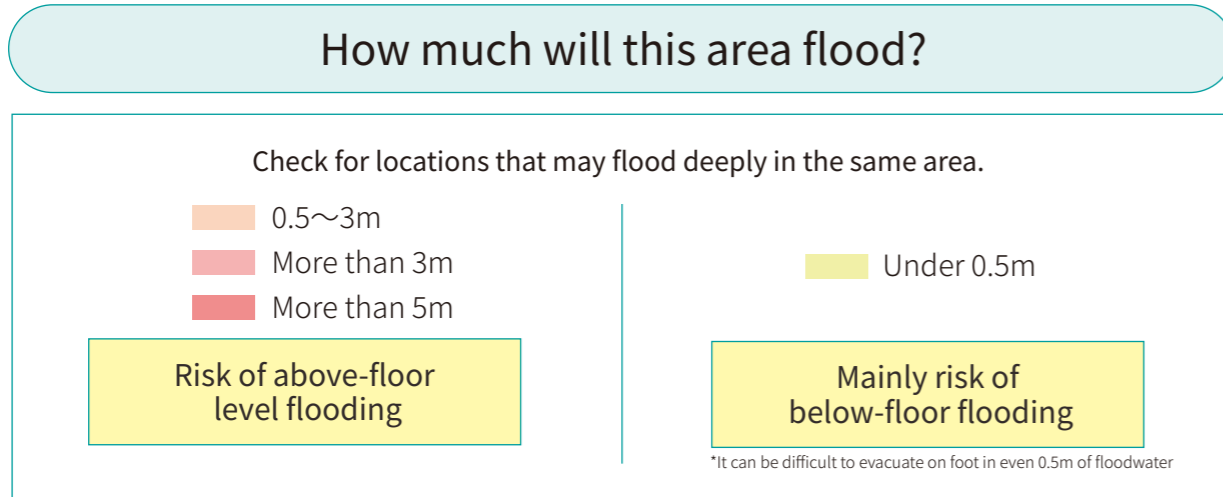 How much will this area flood?
Check for locations that may flood deeply in the same area.
0.5～3m
More than 3m
More than 5m
Risk of above-floor
level flooding
Under 0.5m
Mainly risk of
below-floor flooding
*It can be difficult to evacuate on foot in even 0.5m of floodwater